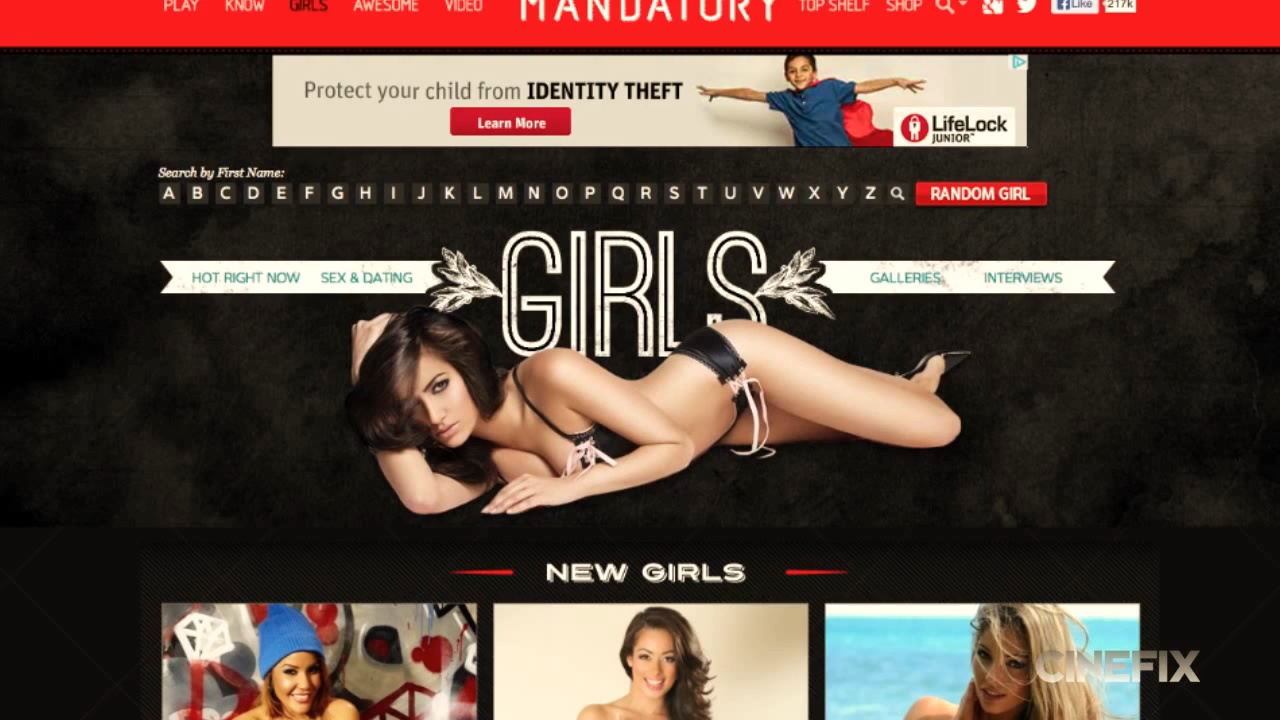 PLAY KNOW GIRLS AWESOME VIDEO MANDATORY TOP SHELF SHOP Like 217k
Protect your child from IDENTITY THEFT
Learn More
LifeLock
JUNIOR™
Search by First Name:
A B C D E F G H I J K L M N O P Q R S T U V W X Y Z RANDOM GIRL
GIRLS
HOT RIGHT NOW SEX & DATING GALLERIES INTERVIEWS
NEW GIRLS
CINEFIX